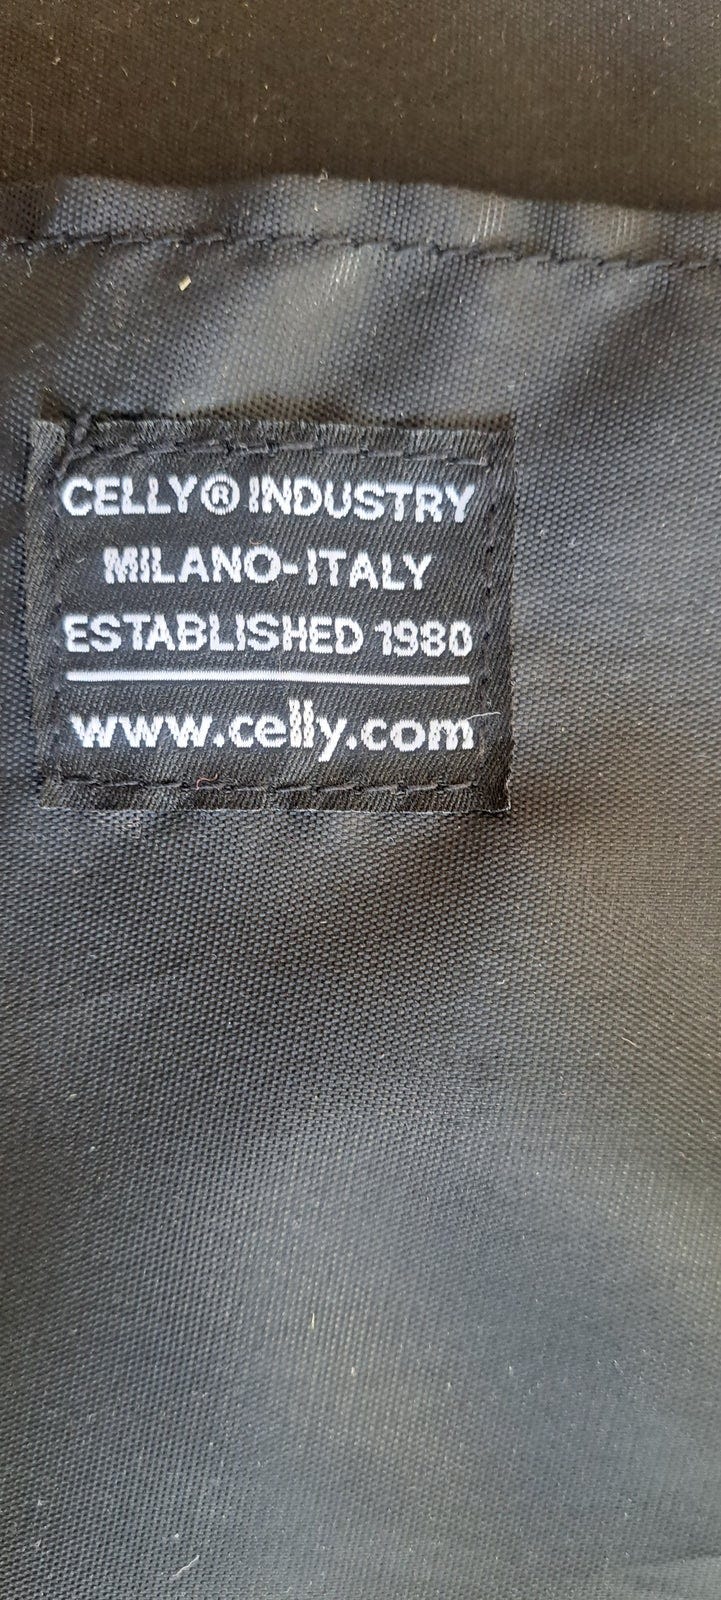 CELLY® INDUSTRY
MILANO-ITALY
ESTABLISHED 1980
www.celly.com